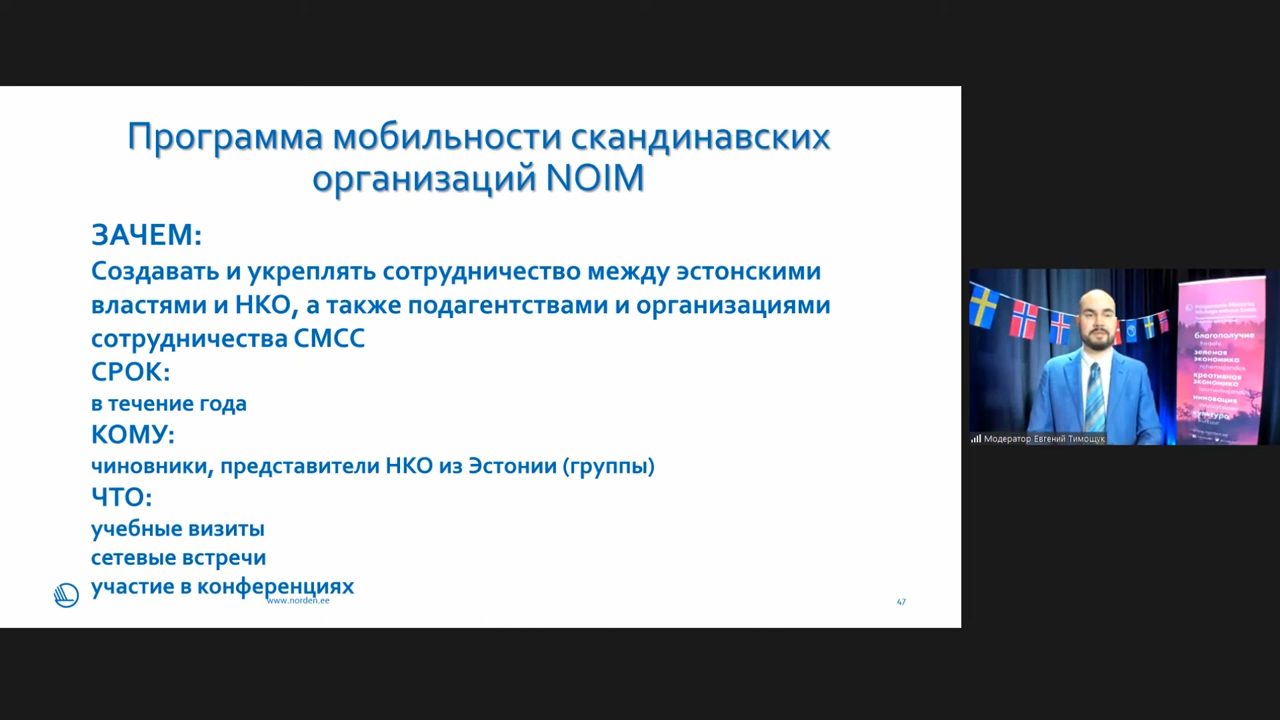 Программа мобильности скандинавских
организаций NOIM
ЗАЧЕМ:
Создавать и укреплять сотрудничество между эстонскими
властями и НКО, а также подагентствами и организациями
сотрудничества СМСС
СРОК:
в течение года
КОМУ:
чиновники, представители НКО из Эстонии (группы)
ЧТО:
учебные визиты
сетевые встречи
участие в конференциях
www.norden.ee
47
благополучие
зеленая
экономика
креативная
экономика
инновация
культура
Модератор Евгений Тимощук